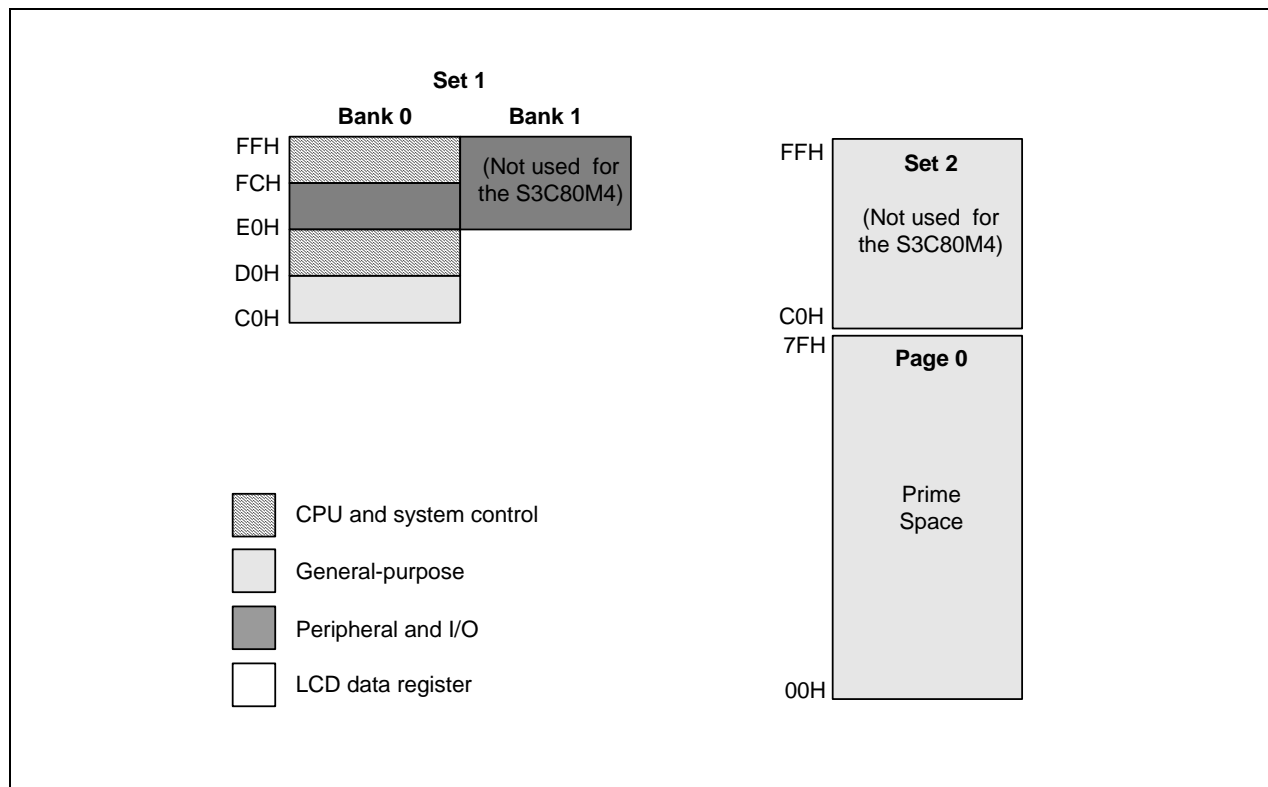 Set 1
Bank 0
Bank 1
FFH
FCH
E0H
D0H
C0H
(Not used for
the S3C80M4)
FFH
C0H
7FH
00H
Set 2
(Not used for
the S3C80M4)
Page 0
Prime
Space
CPU and system control
General-purpose
Peripheral and I/O
LCD data register